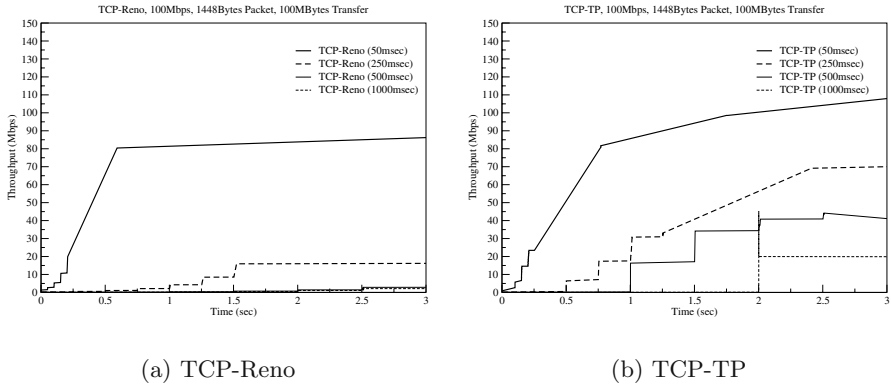 TCP-Reno, 100Mbps, 1448Bytes Packet, 100MBytes Transfer
150
140
130
120
110
100
90
80
70
60
50
40
30
20
10
0
Throughput (Mbps)
TCP-Reno (50msec)
TCP-Reno (250msec)
TCP-Reno (500msec)
TCP-Reno (1000msec)
0 0.5 1 1.5 2 2.5 3
Time (sec)
(a) TCP-Reno
TCP-TP, 100Mbps, 1448Bytes Packet, 100MBytes Transfer
150
140
130
120
110
100
90
80
70
60
50
40
30
20
10
0
Throughput (Mbps)
TCP-TP (50msec)
TCP-TP (250msec)
TCP-TP (500msec)
TCP-TP (1000msec)
0 0.5 1 1.5 2 2.5 3
Time (sec)
(b) TCP-TP